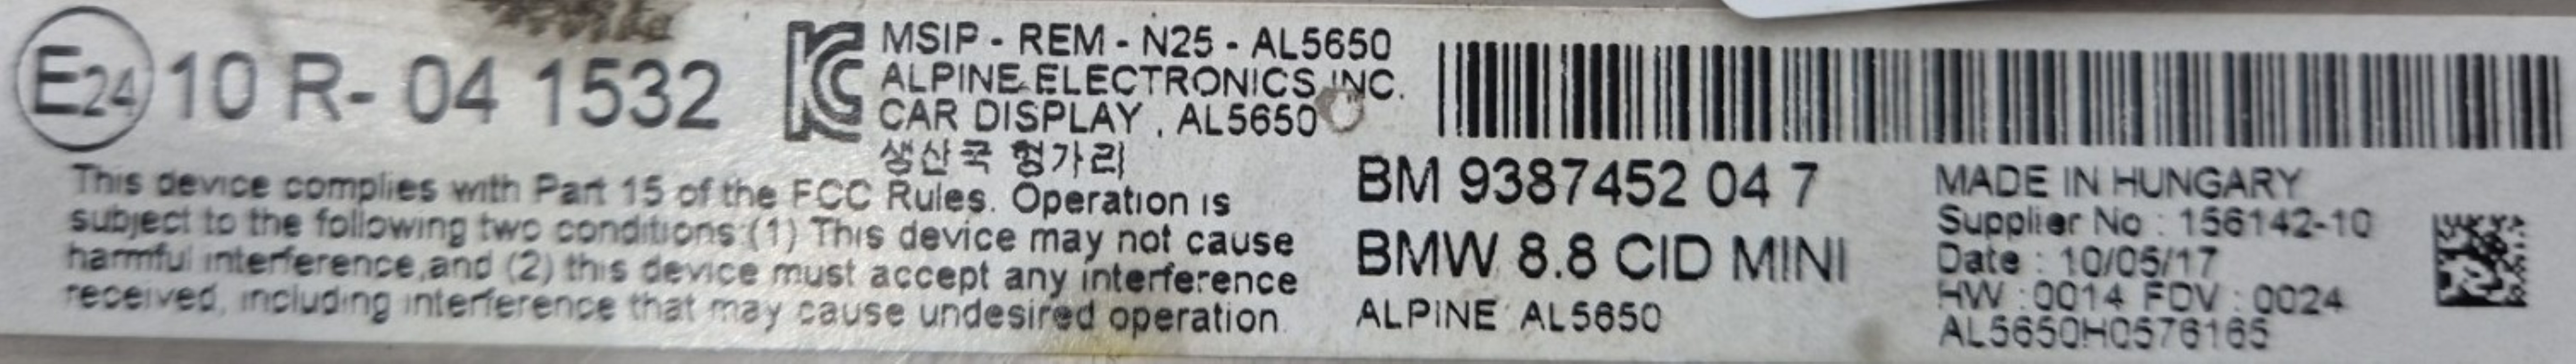 E24 10 R- 04 1532
MSIP - REM - N25 - AL5650
ALPINE ELECTRONICS INC.
CAR DISPLAY , AL5650
생산국 헝가리
This device complies with Part 15 of the FCC Rules. Operation is
subject to the following two conditions:(1) This device may not cause
harmful interference,and (2) this device must accept any interference
received, including interference that may cause undesired operation.
BM 9387452 04 7
BMW 8.8 CID MINI
ALPINE AL5650
MADE IN HUNGARY
Supplier No : 156142-10
Date : 10/05/17
HW :0014 FDV : 0024
AL5650H0576165